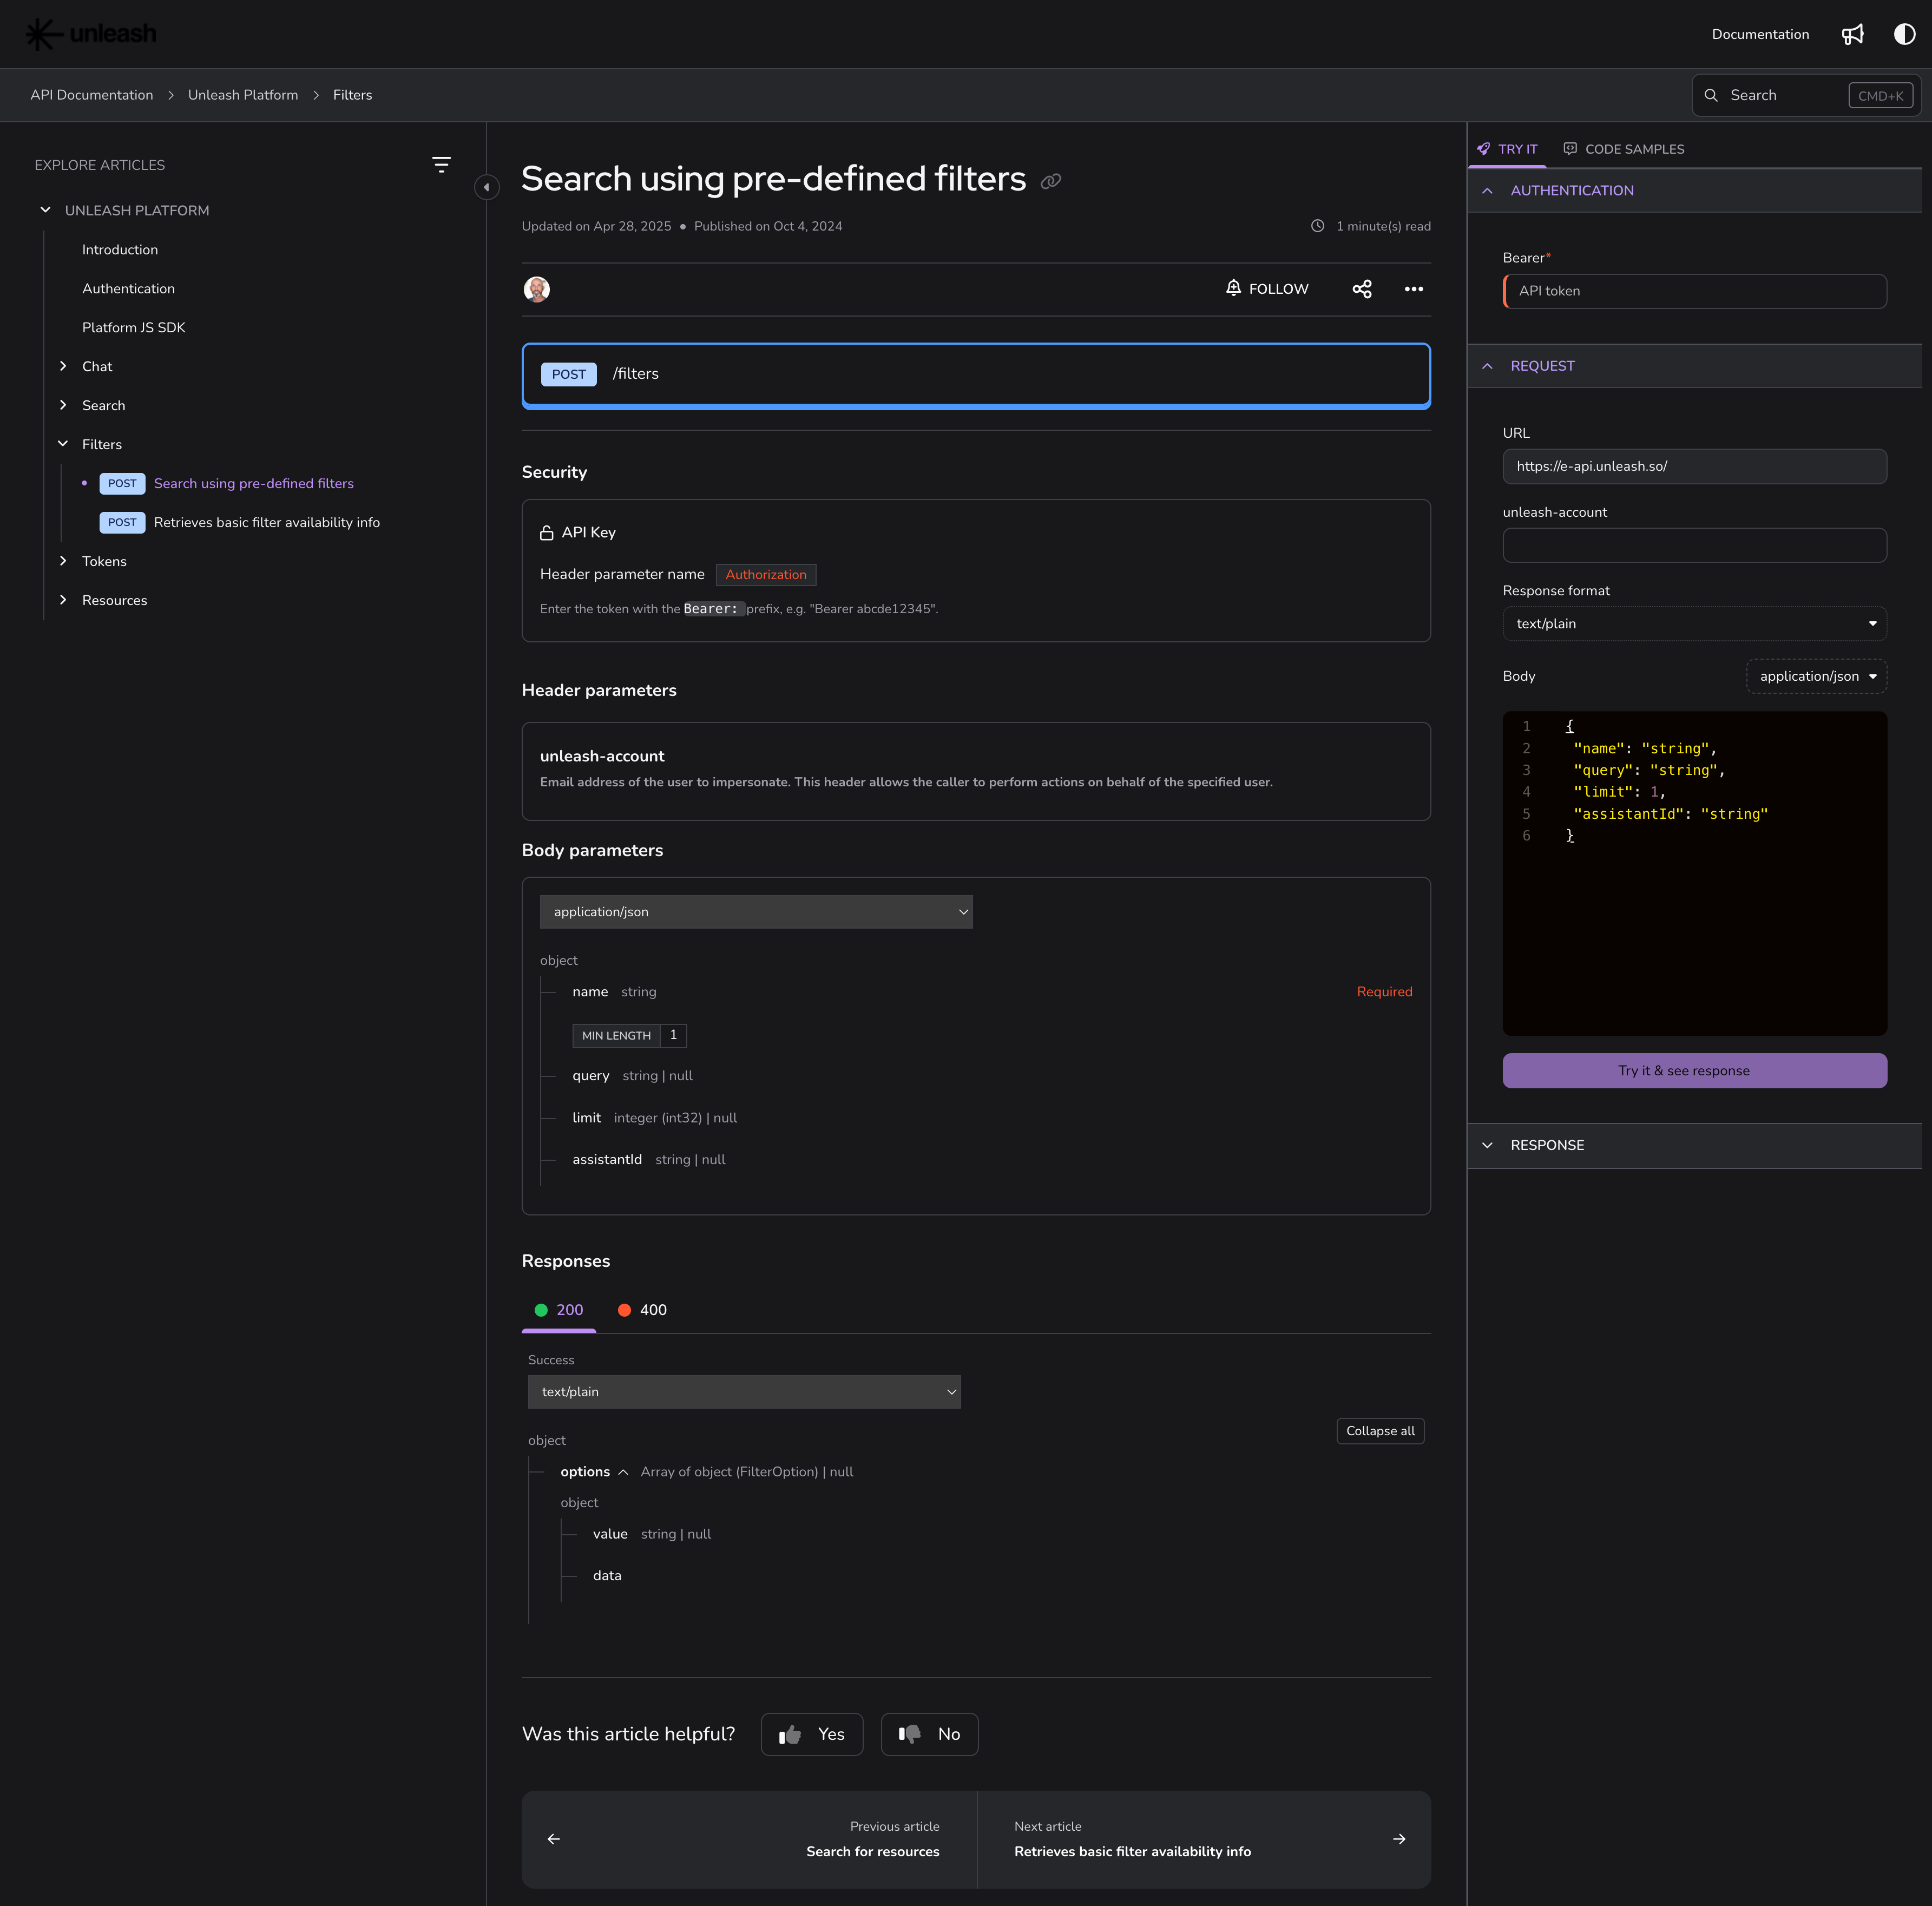 unleash
Documentation
API Documentation > Unleash Platform > Filters
Search CMD+K
EXPLORE ARTICLES
UNLEASH PLATFORM
Introduction
Authentication
Platform JS SDK
Chat
Search
Filters
POST Search using pre-defined filters
POST Retrieves basic filter availability info
Tokens
Resources
Search using pre-defined filters
Updated on Apr 28, 2025 • Published on Oct 4, 2024
1 minute(s) read
FOLLOW
POST /filters
Security
API Key
Header parameter name Authorization
Enter the token with the Bearer: prefix, e.g. "Bearer abcde12345".
Header parameters
unleash-account
Email address of the user to impersonate. This header allows the caller to perform actions on behalf of the specified user.
Body parameters
application/json
object
name string Required
MIN LENGTH 1
query string | null
limit integer (int32) | null
assistantId string | null
Responses
200 400
Success
text/plain
Collapse all
object
options Array of object (FilterOption) | null
object
value string | null
data
Was this article helpful? Yes No
Previous article
Search for resources
Next article
Retrieves basic filter availability info
TRY IT CODE SAMPLES
AUTHENTICATION
Bearer*
API token
REQUEST
URL
https://e-api.unleash.so/
unleash-account
Response format
text/plain
Body application/json
1 {
2 "name": "string",
3 "query": "string",
4 "limit": 1,
5 "assistantId": "string"
6 }
Try it & see response
RESPONSE